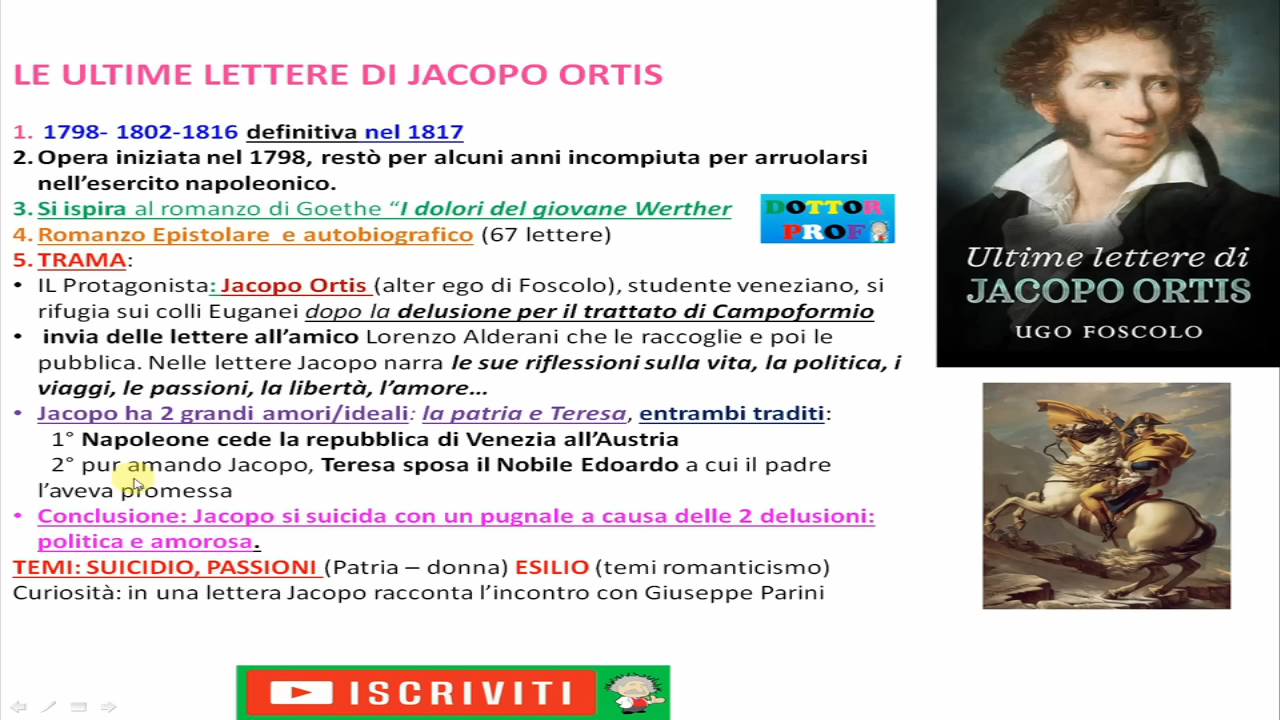 LE ULTIME LETTERE DI JACOPO ORTIS
1. 1798- 1802-1816 definitiva nel 1817
2. Opera iniziata nel 1798, restò per alcuni anni incompiuta per arruolarsi
nell’esercito napoleonico.
3. Si ispira al romanzo di Goethe “I dolori del giovane Werther
4. Romanzo Epistolare e autobiografico (67 lettere)
5. TRAMA:
• IL Protagonista: Jacopo Ortis (alter ego di Foscolo), studente veneziano, si
rifugia sui colli Euganei dopo la delusione per il trattato di Campoformio
• invia delle lettere all’amico Lorenzo Alderani che le raccoglie e poi le
pubblica. Nelle lettere Jacopo narra le sue riflessioni sulla vita, la politica, i
viaggi, le passioni, la libertà, l’amore…
• Jacopo ha 2 grandi amori/ideali: la patria e Teresa, entrambi traditi:
1° Napoleone cede la repubblica di Venezia all’Austria
2° pur amando Jacopo, Teresa sposa il Nobile Edoardo a cui il padre
l’aveva promessa
• Conclusione: Jacopo si suicida con un pugnale a causa delle 2 delusioni:
politica e amorosa.
TEMI: SUICIDIO, PASSIONI (Patria – donna) ESILIO (temi romanticismo)
Curiosità: in una lettera Jacopo racconta l’incontro con Giuseppe Parini
DOTTOR
PROF
Ultime lettere di
JACOPO ORTIS
UGO FOSCOLO
ISCRIVITI